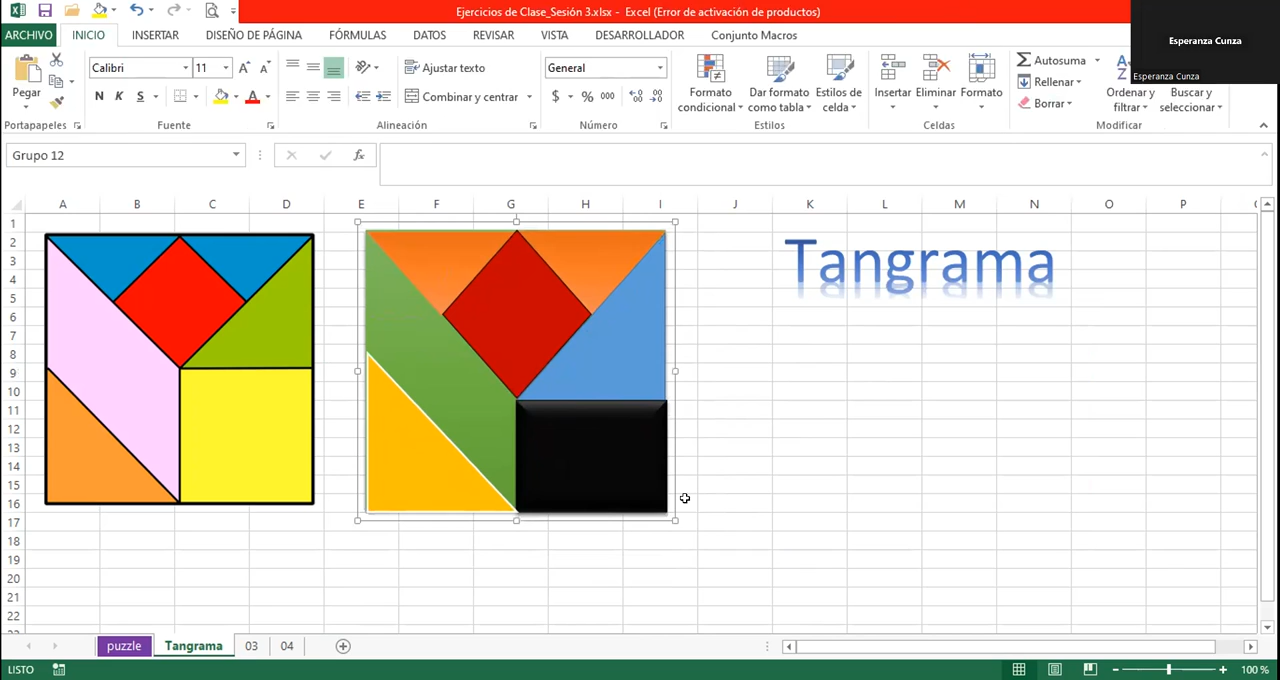 Ejercicios de Clase_Sesión 3.xlsx - Excel (Error de activación de productos)
Esperanza Cunza
Esperanza Cunza
ARCHIVO INICIO INSERTAR DISEÑO DE PÁGINA FÓRMULAS DATOS REVISAR VISTA DESARROLLADOR Conjunto Macros
Pegar
Calibri 11
N K S
Ajustar texto
Combinar y centrar
General
$ % 000
Formato condicional
Dar formato como tabla
Estilos de celda
Insertar Eliminar Formato
Autosuma
Rellenar
Borrar
Ordenar y filtrar
Buscar y seleccionar
Portapapeles Fuente Alineación Número Estilos Celdas Modificar
Grupo 12
A B C D E F G H I J K L M N O P
1
2
3
4
5
6
7
8
9
10
11
12
13
14
15
16
17
18
19
20
21
22
Tangrama
puzzle Tangrama 03 04
LISTO
100 %